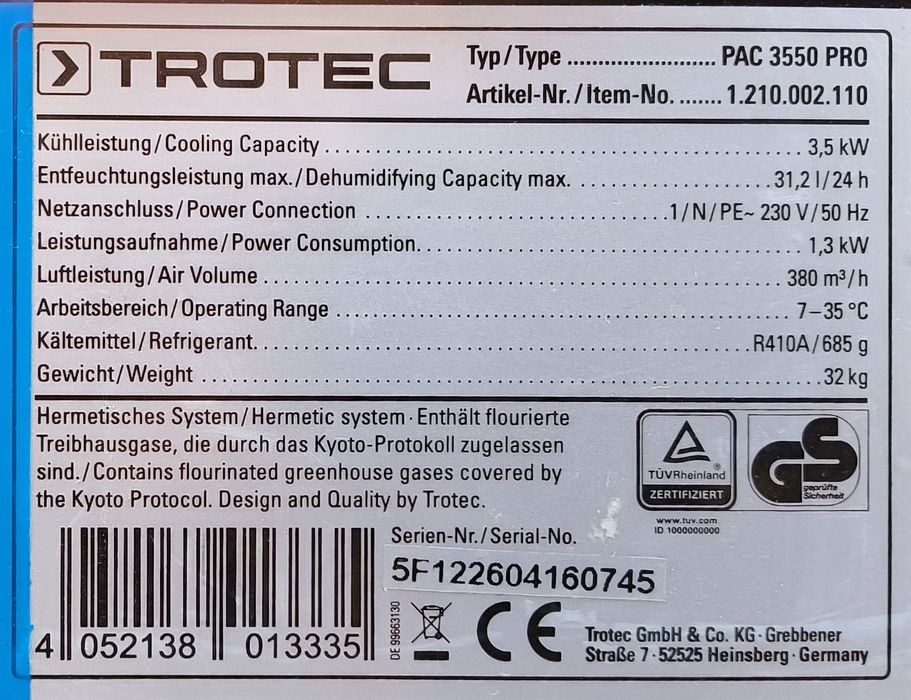 TROTEC
Typ/Type ........................ PAC 3550 PRO
Artikel-Nr./Item-No. ....... 1.210.002.110
Kühlleistung/Cooling Capacity ........................ 3,5 kW
Entfeuchtungsleistung max./Dehumidifying Capacity max. ........................ 31,2 l/24 h
Netzanschluss/Power Connection ........................ 1/N/PE~ 230 V/50 Hz
Leistungsaufnahme/Power Consumption ........................ 1,3 kW
Luftleistung/Air Volume ........................ 380 m³/h
Arbeitsbereich/Operating Range ........................ 7–35 °C
Kältemittel/Refrigerant ........................ R410A/685 g
Gewicht/Weight ........................ 32 kg
Hermetisches System/Hermetic system · Enthält flourierte
Treibhausgase, die durch das Kyoto-Protokoll zugelassen
sind./Contains flourinated greenhouse gases covered by
the Kyoto Protocol. Design and Quality by Trotec.
TÜVRheinland®
ZERTIFIZIERT
www.tuv.com
ID 1000000000
GS
geprüfte
Sicherheit
Serien-Nr./Serial-No.
5F122604160745
4 052138 013335
DE 99663130
CE
Trotec GmbH & Co. KG · Grebbener
Straße 7 · 52525 Heinsberg · Germany